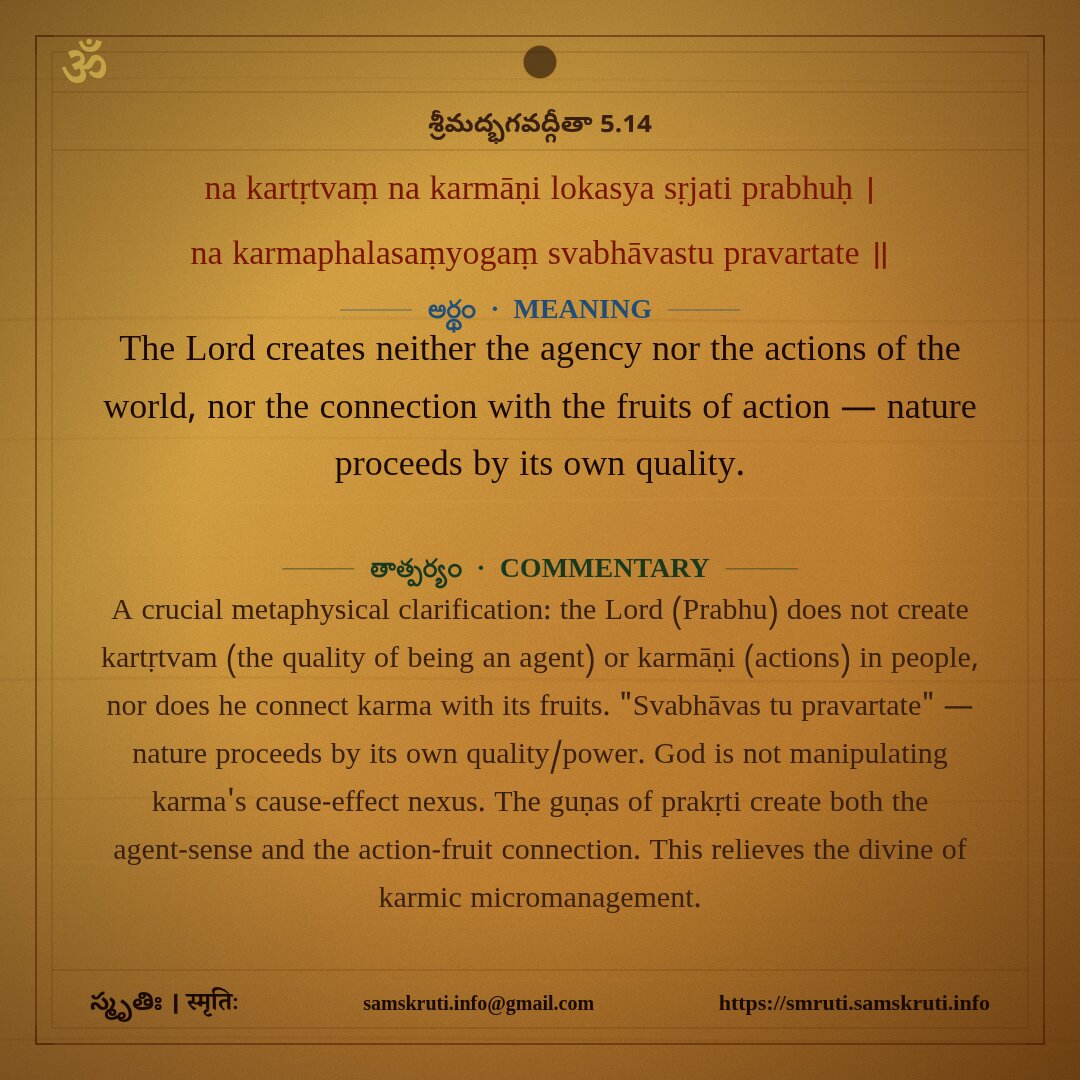 ॐ
శ్రీమద్భగవద్గీతా 5.14
na kartṛtvaṃ na karmāṇi lokasya sṛjati prabhuḥ |
na karmaphalasaṃyogaṃ svabhāvastu pravartate ||
అర్థం · MEANING
The Lord creates neither the agency nor the actions of the
world, nor the connection with the fruits of action — nature
proceeds by its own quality.
తాత్పర్యం · COMMENTARY
A crucial metaphysical clarification: the Lord (Prabhu) does not create
kartṛtvam (the quality of being an agent) or karmāṇi (actions) in people,
nor does he connect karma with its fruits. "Svabhāvas tu pravartate" —
nature proceeds by its own quality/power. God is not manipulating
karma's cause-effect nexus. The guṇas of prakṛti create both the
agent-sense and the action-fruit connection. This relieves the divine of
karmic micromanagement.
స్మృతిః | स्मृतिः samskruti.info@gmail.com https://smruti.samskruti.info